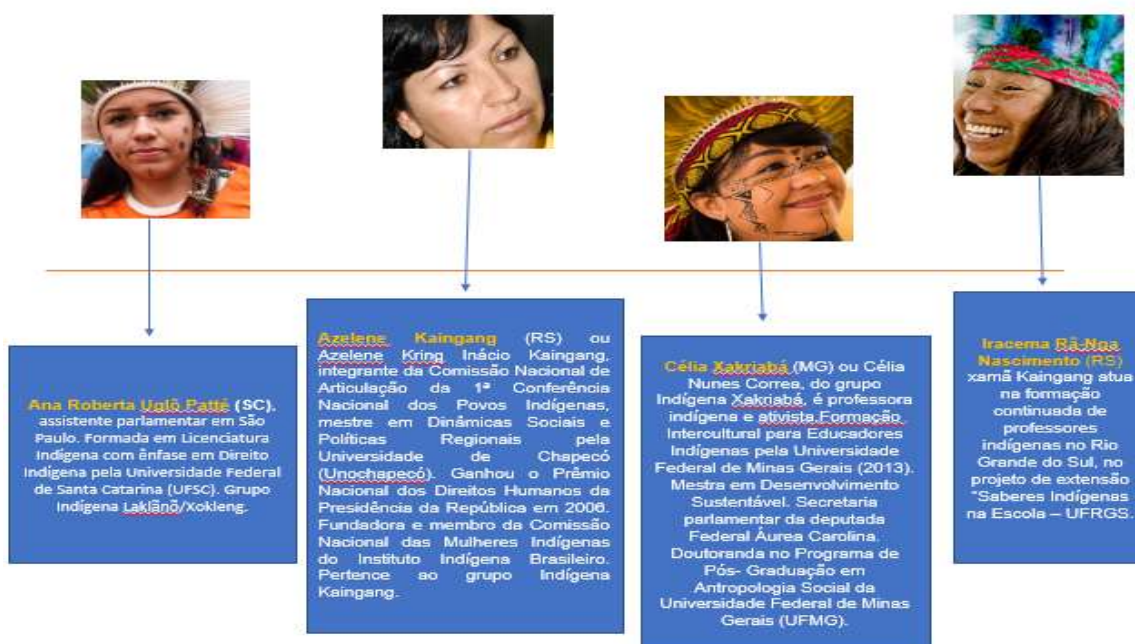 Ana Roberta Uglõ Patté (SC),
assistente parlamentar em São
Paulo. Formada em Licenciatura
Indígena com ênfase em Direito
Indígena pela Universidade Federal
de Santa Catarina (UFSC). Grupo
Indígena Laklãnõ/Xokleng.
Azelene Kaingang (RS) ou
Azelene Kring Inácio Kaingang,
integrante da Comissão Nacional de
Articulação da 1ª Conferência
Nacional dos Povos Indígenas,
mestre em Dinâmicas Sociais e
Políticas Regionais pela
Universidade de Chapecó
(Unochapecó). Ganhou o Prêmio
Nacional dos Direitos Humanos da
Presidência da República em 2006.
Fundadora e membro da Comissão
Nacional das Mulheres Indígenas
do Instituto Indígena Brasileiro.
Pertence ao grupo Indígena
Kaingang.
Célia Xakriabá (MG) ou Célia
Nunes Correa, do grupo
Indígena Xakriabá, é professora
indígena e ativista.Formação
Intercultural para Educadores
Indígenas pela Universidade
Federal de Minas Gerais (2013).
Mestra em Desenvolvimento
Sustentável. Secretaria
parlamentar da deputada
Federal Áurea Carolina.
Doutoranda no Programa de
Pós- Graduação em
Antropologia Social da
Universidade Federal de Minas
Gerais (UFMG).
Iracema Rã-Nga
Nascimento (RS)
xamã Kaingang atua
na formação
continuada de
professores
indígenas no Rio
Grande do Sul, no
projeto de extensão
"Saberes Indígenas
na Escola – UFRGS.